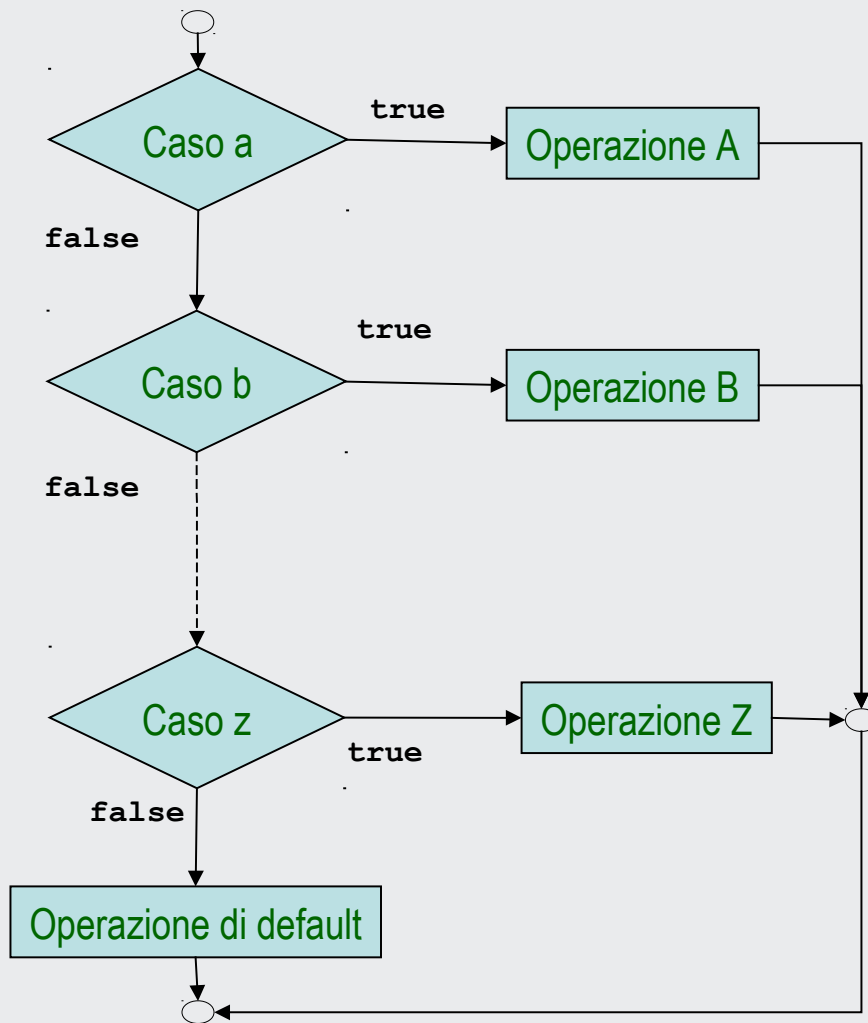 true
Caso a
Operazione A
false
true
Caso b
Operazione B
false
Caso z
Operazione Z
true
false
Operazione di default